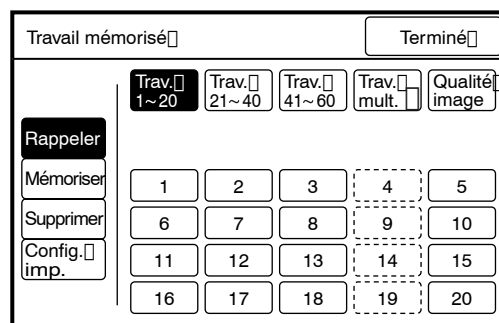 Travail mémorisé
Terminé
Trav. 1~20
Trav. 21~40
Trav. 41~60
Trav. mult.
Qualité image
Rappeler
Mémoriser
Supprimer
Config. imp.
1 2 3 4 5
6 7 8 9 10
11 12 13 14 15
16 17 18 19 20